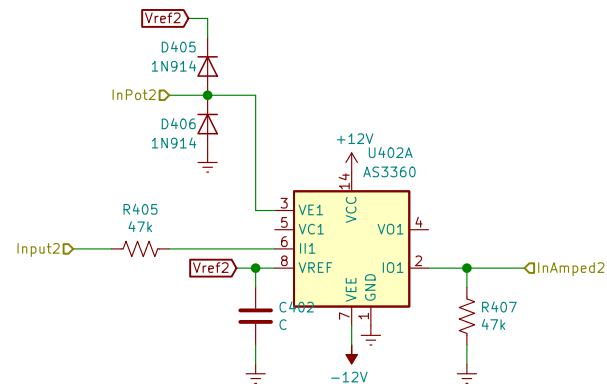 Vref2
D405
1N914
InPot2
D406
1N914
+12V
U402A
AS3360
14
VCC
3
VE1
5
VC1
VO1
4
R405
47k
Input2
6
II1
Vref2
8
VREF
IO1
2
InAmped2
C402
C
VEE
GND
7
1
R407
47k
-12V